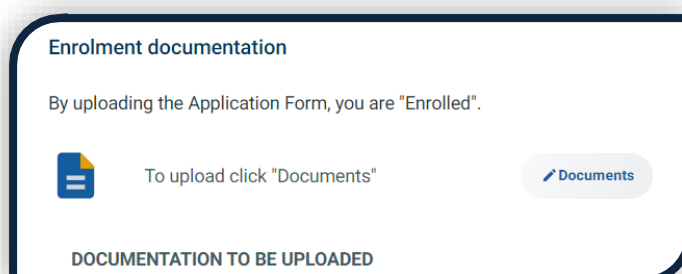 Enrolment documentation
By uploading the Application Form, you are "Enrolled".
To upload click "Documents"
Documents
DOCUMENTATION TO BE UPLOADED